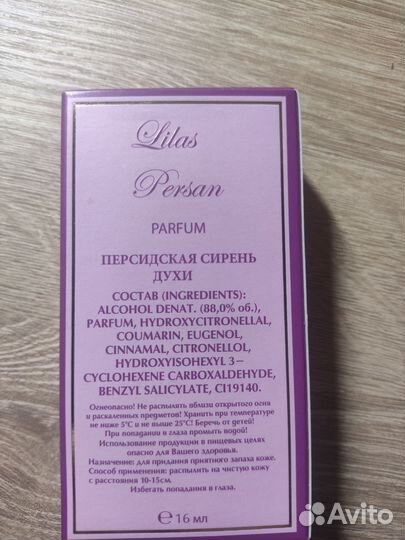 Lilas
Persan
PARFUM
ПЕРСИДСКАЯ СИРЕНЬ
ДУХИ
СОСТАВ (INGREDIENTS):
ALCOHOL DENAT. (88,0% об.),
PARFUM, HYDROXYCITRONELLAL,
COUMARIN, EUGENOL,
CINNAMAL, CITRONELLOL,
HYDROXYISOHEXYL 3–
CYCLOHEXENE CARBOXALDEHYDE,
BENZYL SALICYLATE, CI19140.
Огнеопасно! Не распылять вблизи открытого огня
и раскаленных предметов! Хранить при температуре
не ниже 5°С и не выше 25°С! Беречь от детей!
При попадании в глаза промыть водой!
Использование продукции в пищевых целях
опасно для Вашего здоровья.
Назначение: для придания приятного запаха коже.
Способ применения: распылить на чистую кожу
с расстояния 10-15см.
Избегать попадания в глаза.
℮ 16 мл
Avito